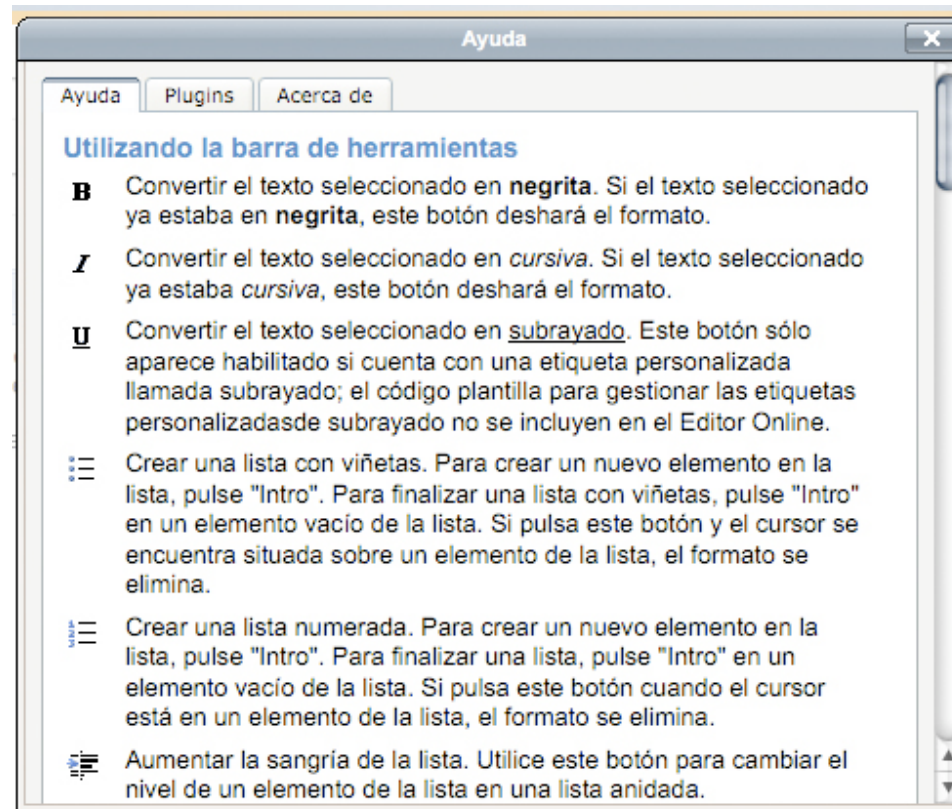 Ayuda
Ayuda Plugins Acerca de
Utilizando la barra de herramientas
B Convertir el texto seleccionado en negrita. Si el texto seleccionado
ya estaba en negrita, este botón deshará el formato.
I Convertir el texto seleccionado en cursiva. Si el texto seleccionado
ya estaba cursiva, este botón deshará el formato.
U Convertir el texto seleccionado en subrayado. Este botón sólo
aparece habilitado si cuenta con una etiqueta personalizada
llamada subrayado; el código plantilla para gestionar las etiquetas
personalizadasde subrayado no se incluyen en el Editor Online.
Crear una lista con viñetas. Para crear un nuevo elemento en la
lista, pulse "Intro". Para finalizar una lista con viñetas, pulse "Intro"
en un elemento vacío de la lista. Si pulsa este botón y el cursor se
encuentra situada sobre un elemento de la lista, el formato se
elimina.
Crear una lista numerada. Para crear un nuevo elemento en la
lista, pulse "Intro". Para finalizar una lista, pulse "Intro" en un
elemento vacío de la lista. Si pulsa este botón cuando el cursor
está en un elemento de la lista, el formato se elimina.
Aumentar la sangría de la lista. Utilice este botón para cambiar el
nivel de un elemento de la lista en una lista anidada.